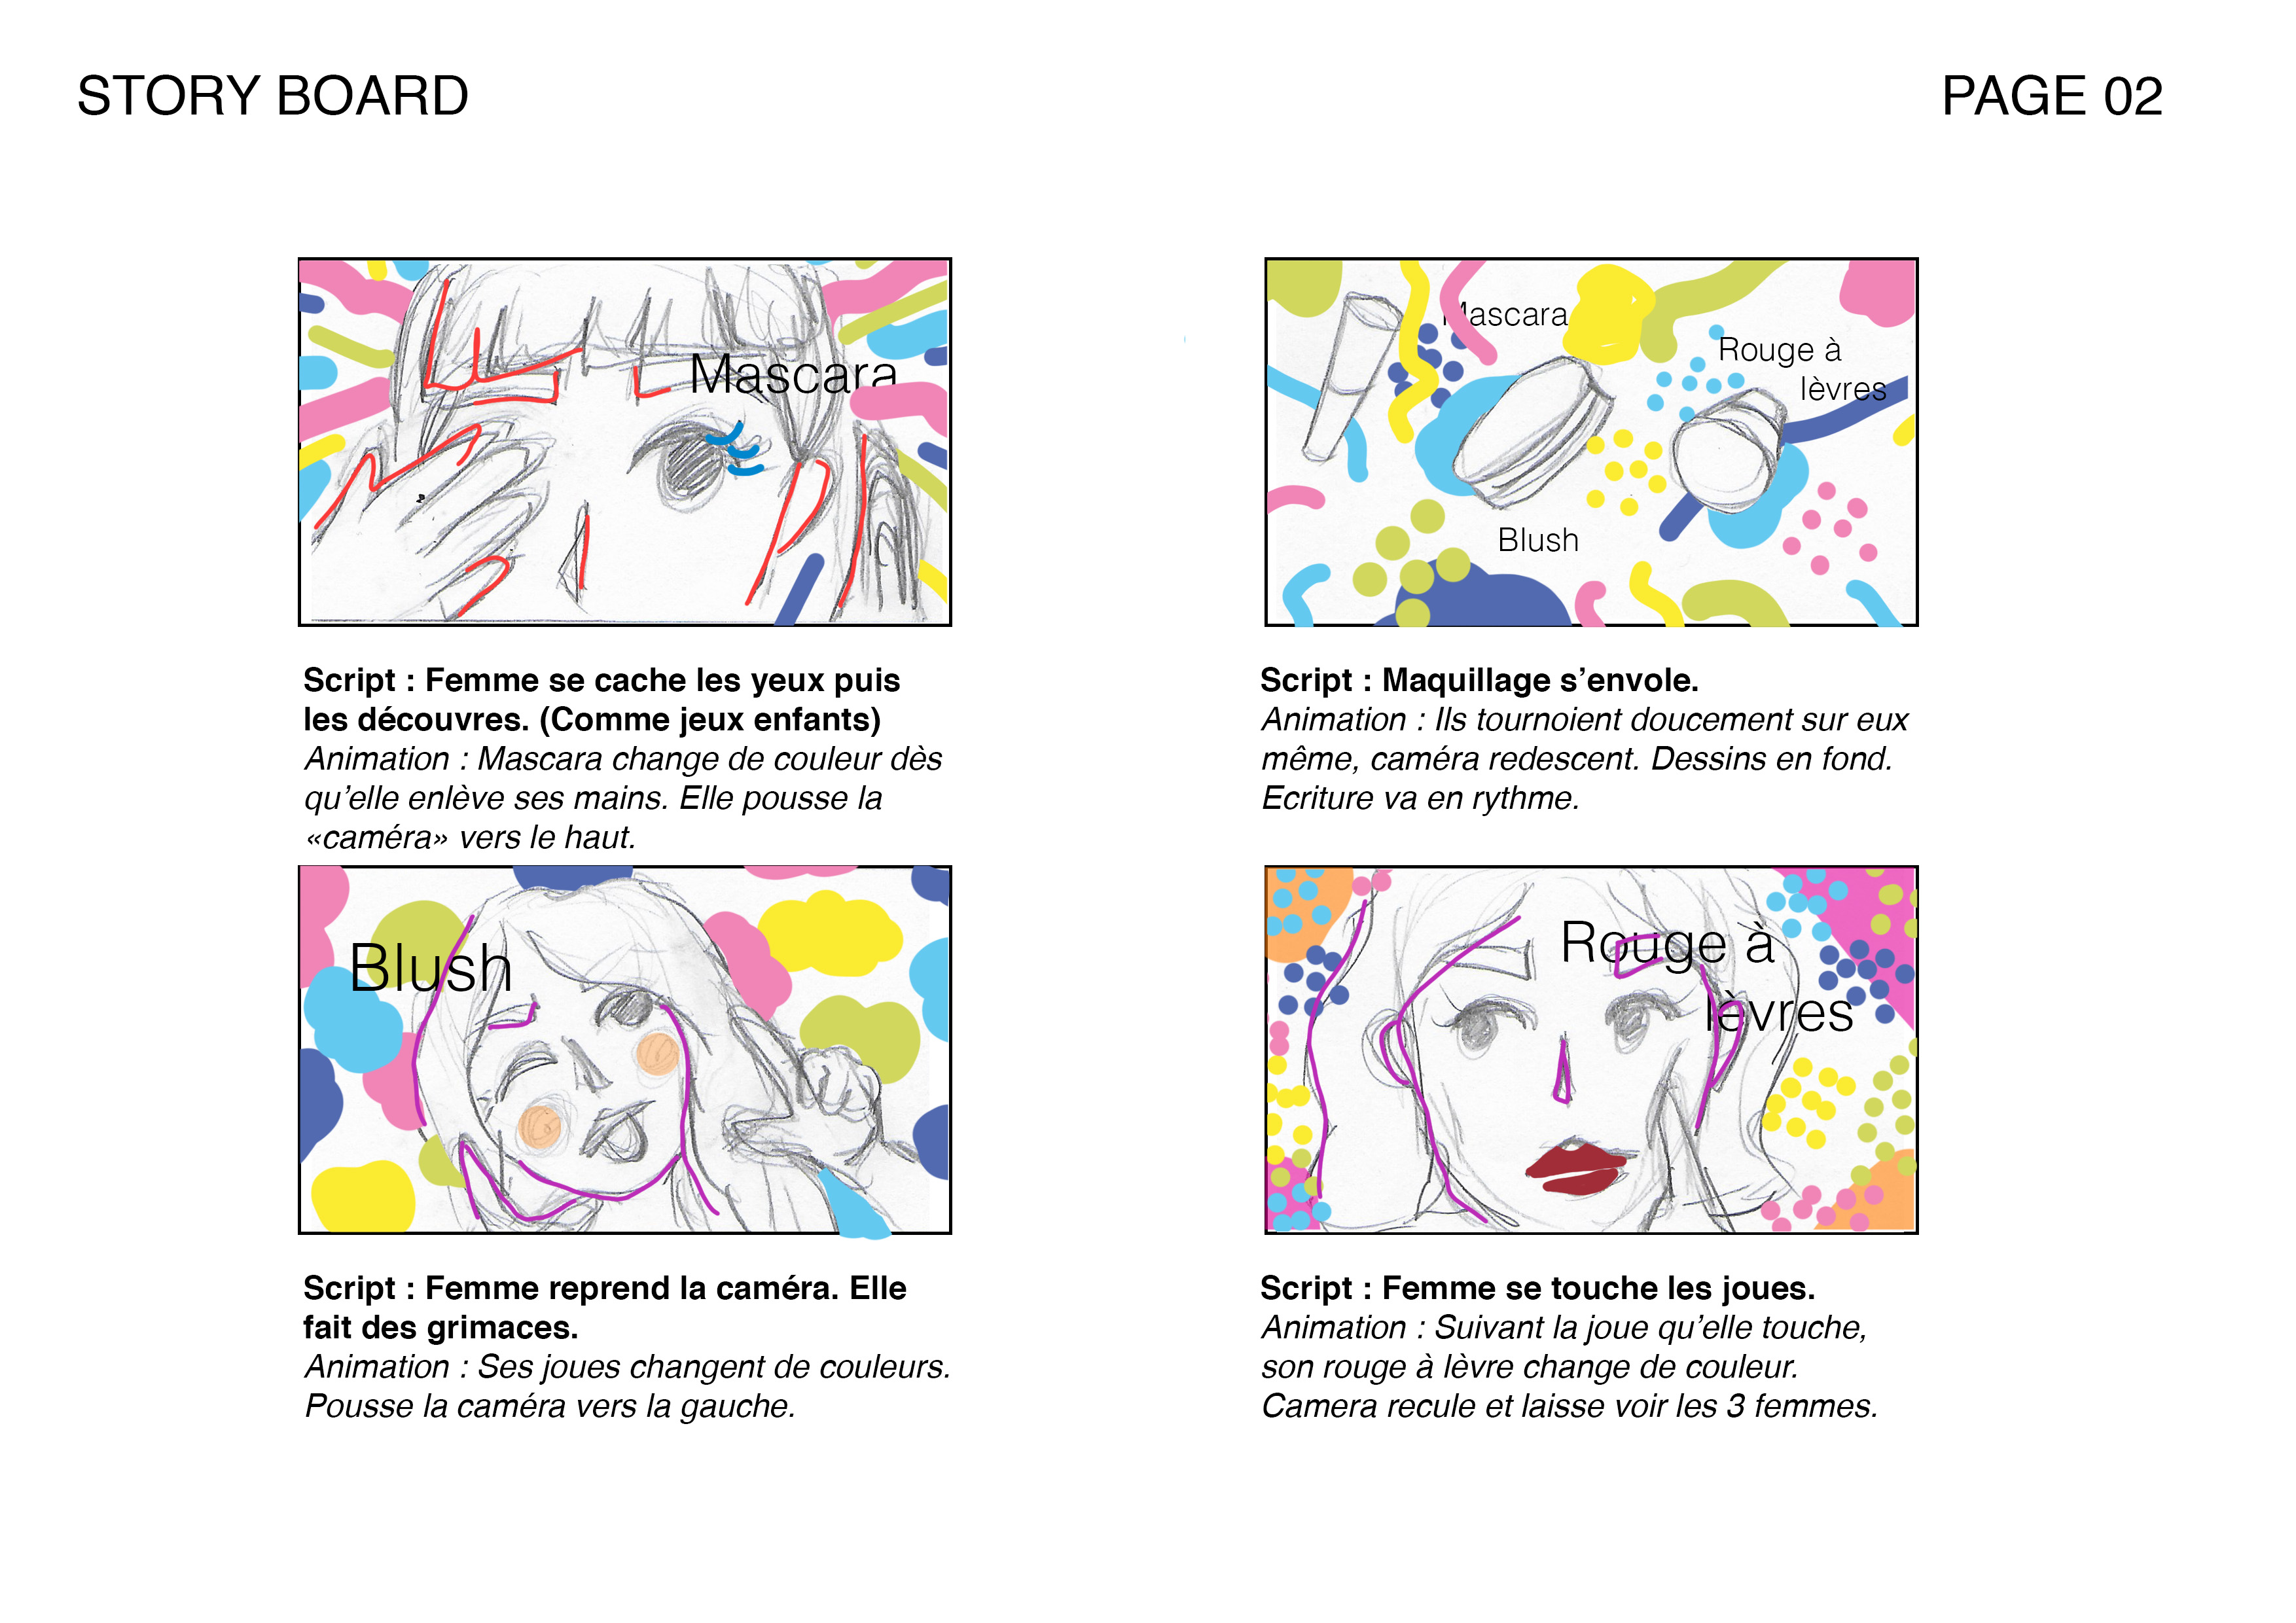 STORY BOARD
PAGE 02
Mascara
Script : Femme se cache les yeux puis
les découvres. (Comme jeux enfants)
Animation : Mascara change de couleur dès
qu'elle enlève ses mains. Elle pousse la
«caméra» vers le haut.
Mascara
Rouge à
lèvres
Blush
Script : Maquillage s'envole.
Animation : Ils tournoient doucement sur eux
même, caméra redescent. Dessins en fond.
Ecriture va en rythme.
Blush
Script : Femme reprend la caméra. Elle
fait des grimaces.
Animation : Ses joues changent de couleurs.
Pousse la caméra vers la gauche.
Rouge à
lèvres
Script : Femme se touche les joues.
Animation : Suivant la joue qu'elle touche,
son rouge à lèvre change de couleur.
Camera recule et laisse voir les 3 femmes.